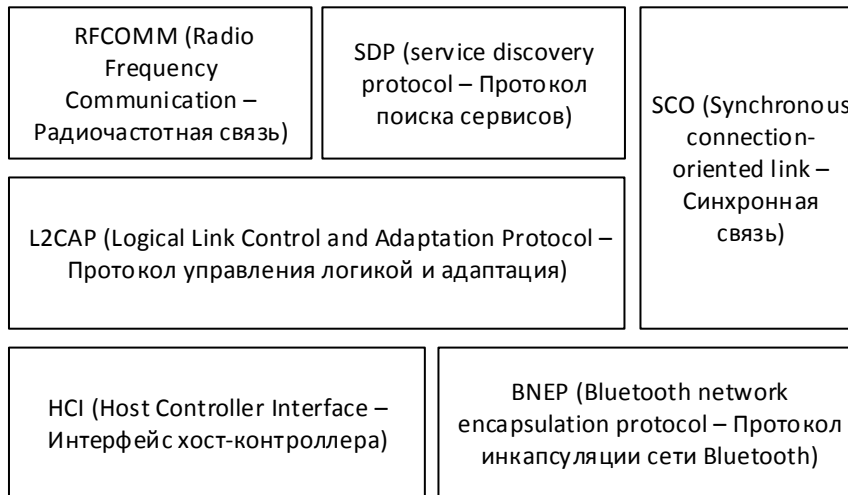 RFCOMM (Radio
Frequency
Communication –
Радиочастотная связь)
SDP (service discovery
protocol – Протокол
поиска сервисов)
SCO (Synchronous
connection-
oriented link –
Синхронная
связь)
L2CAP (Logical Link Control and Adaptation Protocol –
Протокол управления логикой и адаптация)
HCI (Host Controller Interface –
Интерфейс хост-контроллера)
BNEP (Bluetooth network
encapsulation protocol – Протокол
инкапсуляции сети Bluetooth)